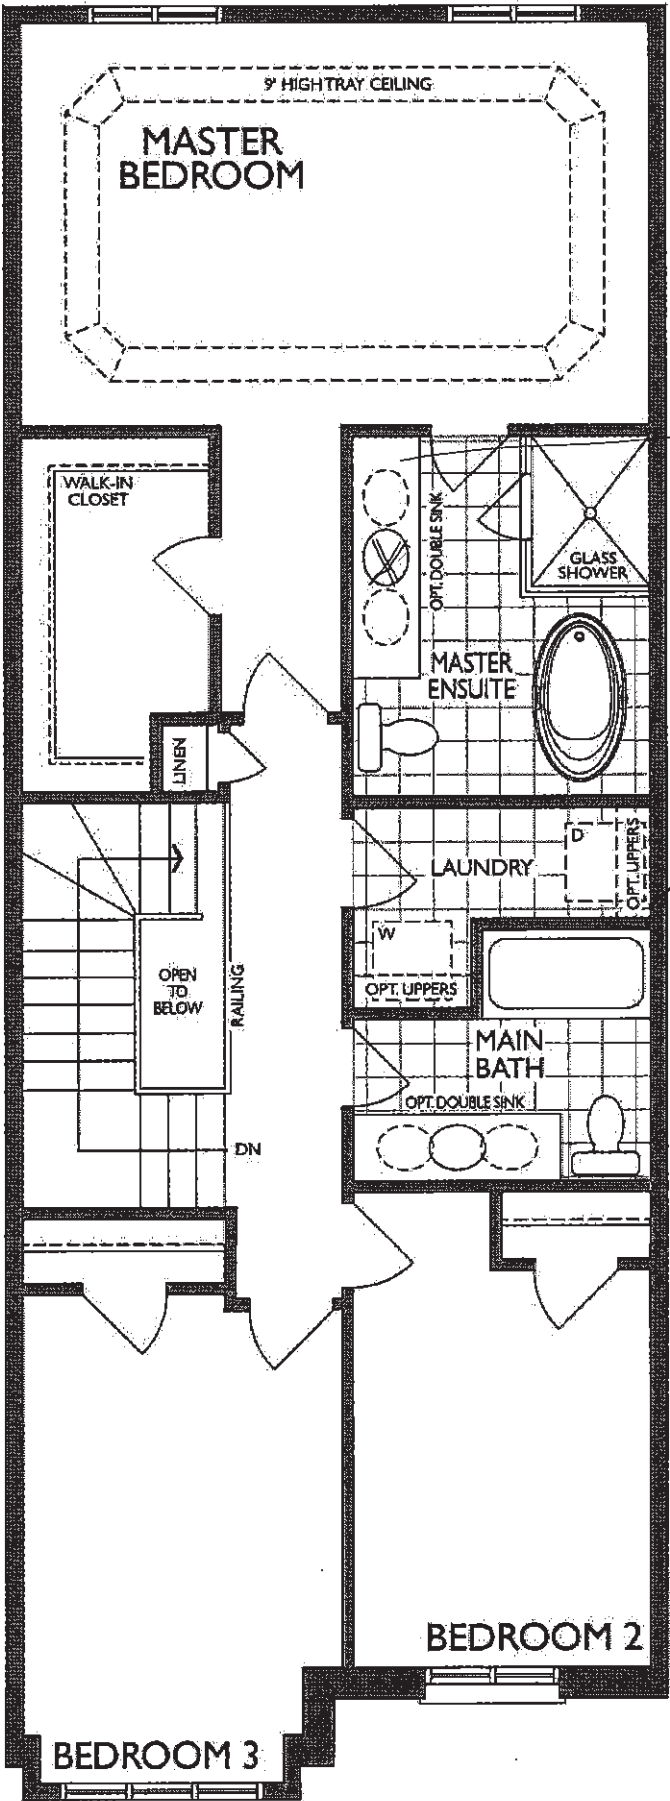 9' HIGH TRAY CEILING
MASTER
BEDROOM
WALK-IN
CLOSET
OPT. DOUBLE SINK
GLASS
SHOWER
MASTER
ENSUITE
LINEN
LAUNDRY
D
OPT. UPPERS
W
OPT. UPPERS
OPEN
TO
BELOW
RAILING
MAIN
BATH
OPT. DOUBLE SINK
DN
BEDROOM 2
BEDROOM 3